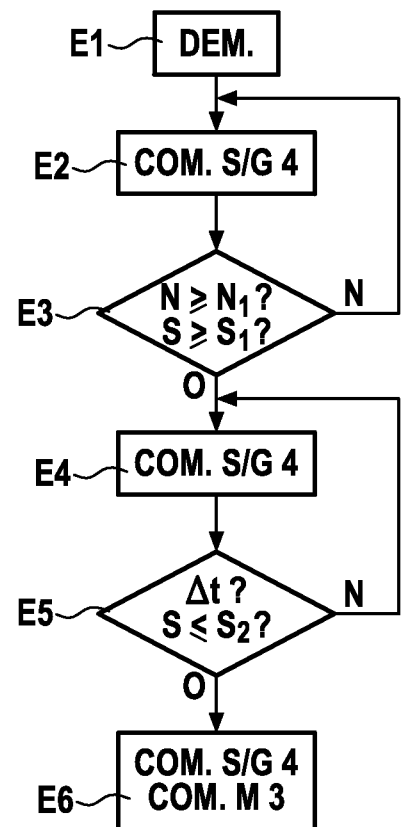 E1 DEM.
E2 COM. S/G 4
E3 N ≥ N₁ ? N
S ≥ S₁ ?
O
E4 COM. S/G 4
E5 Δt ? N
S ≤ S₂ ?
O
COM. S/G 4
E6 COM. M 3